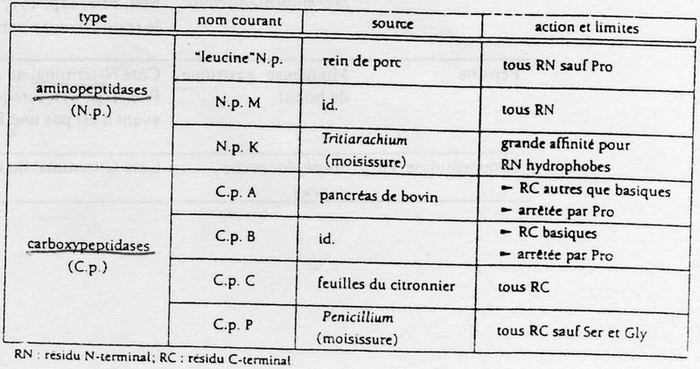 type nom courant source action et limites
aminopeptidases
(N.p.)
"leucine"N.p. rein de porc tous RN sauf Pro
N.p. M id. tous RN
N.p. K Tritiarachium
(moisissure) grande affinité pour
RN hydrophobes
carboxypeptidases
(C.p.)
C.p. A pancréas de bovin ► RC autres que basiques
► arrêtée par Pro
C.p. B id. ► RC basiques
► arrêtée par Pro
C.p. C feuilles du citronnier tous RC
C.p. P Penicillium
(moisissure) tous RC sauf Ser et Gly
RN : résidu N-terminal; RC : résidu C-terminal